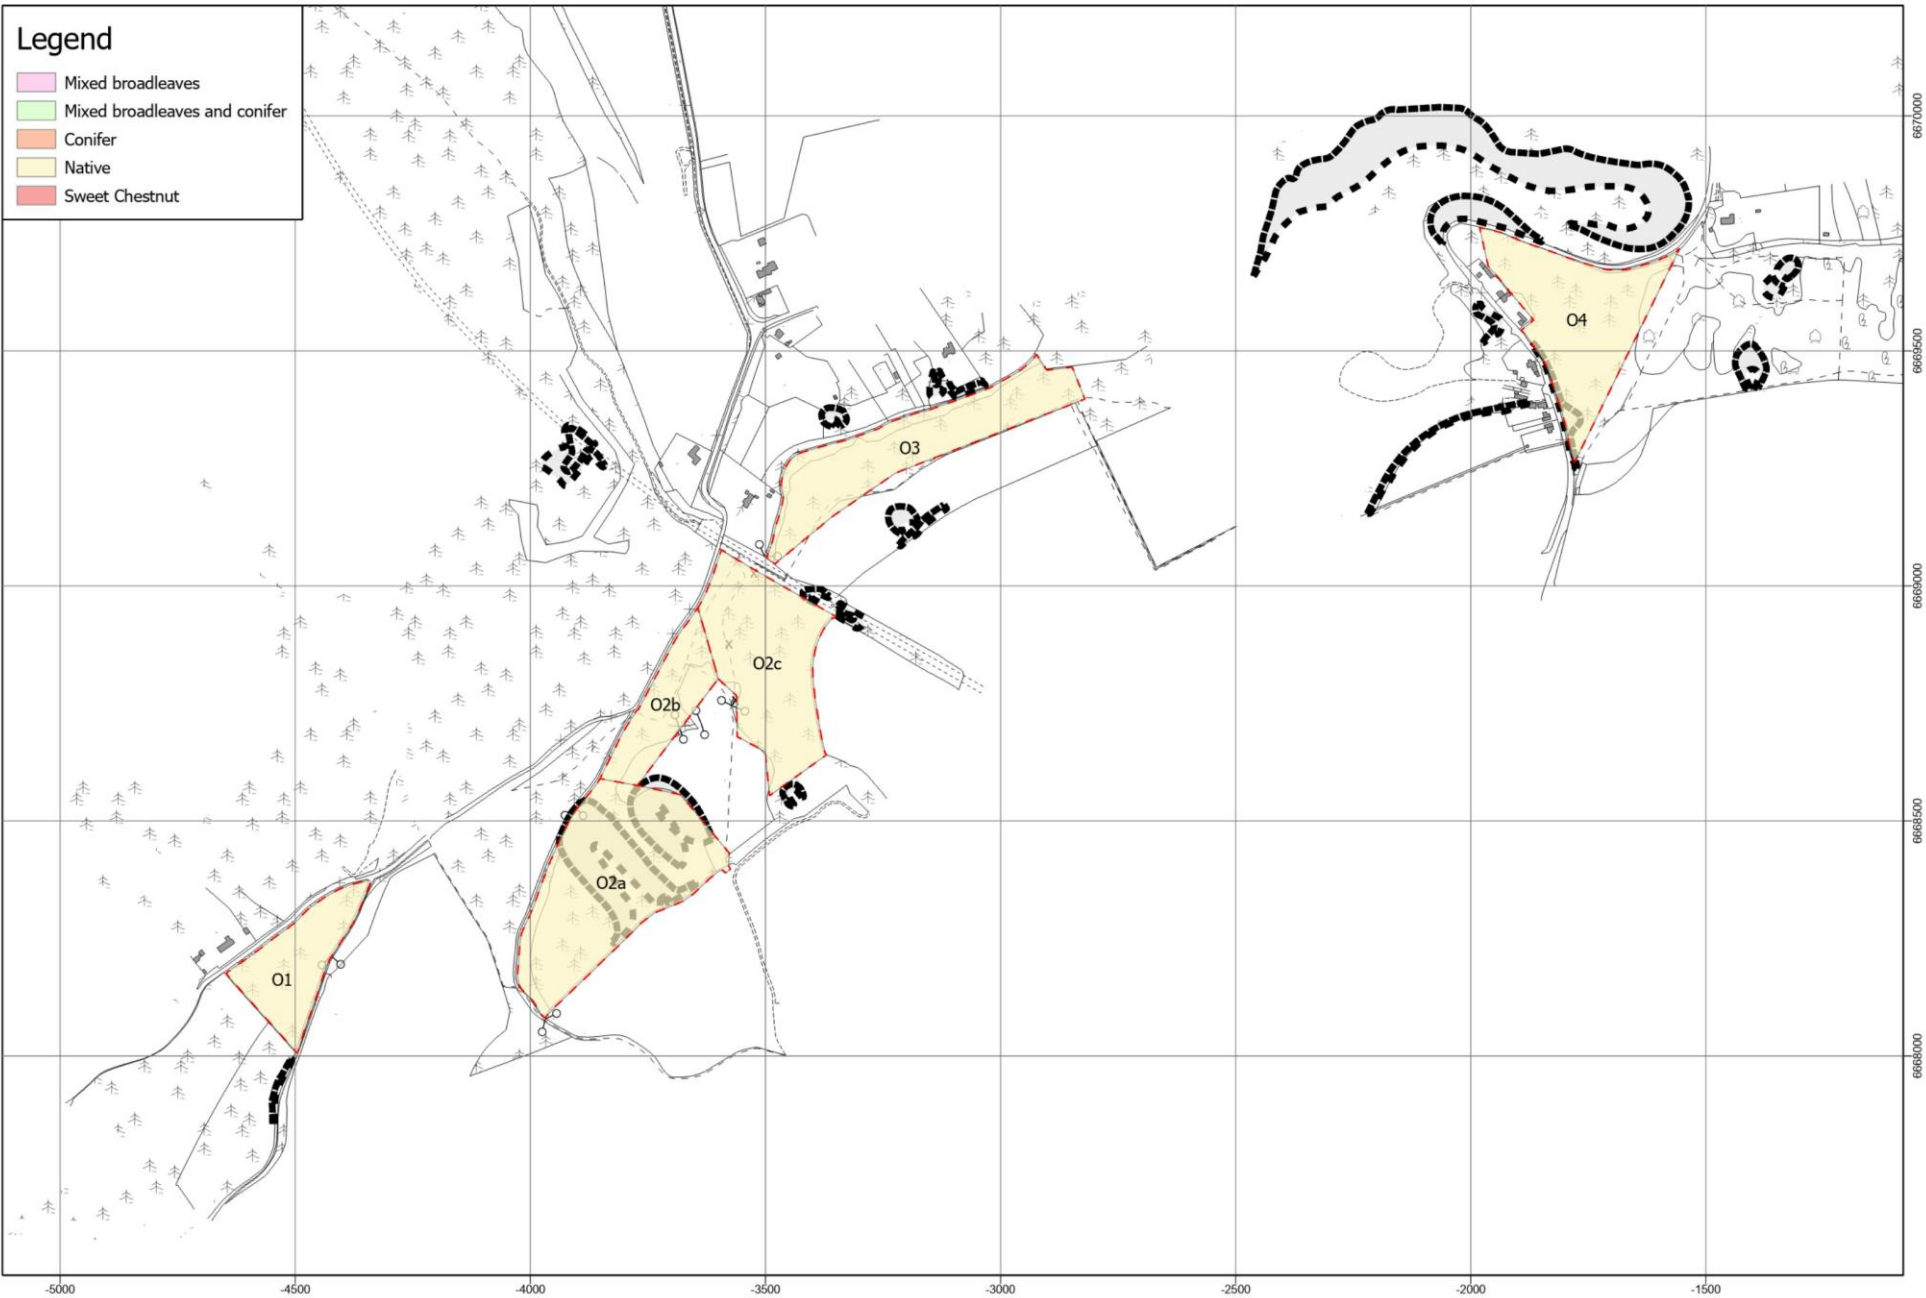 Legend
Mixed broadleaves
Mixed broadleaves and conifer
Conifer
Native
Sweet Chestnut
6670000
O4
6669500
O3
6669000
O2c
O2b
6668500
O2a
O1
6668000
-5000
-4500
-4000
-3500
-3000
-2500
-2000
-1500